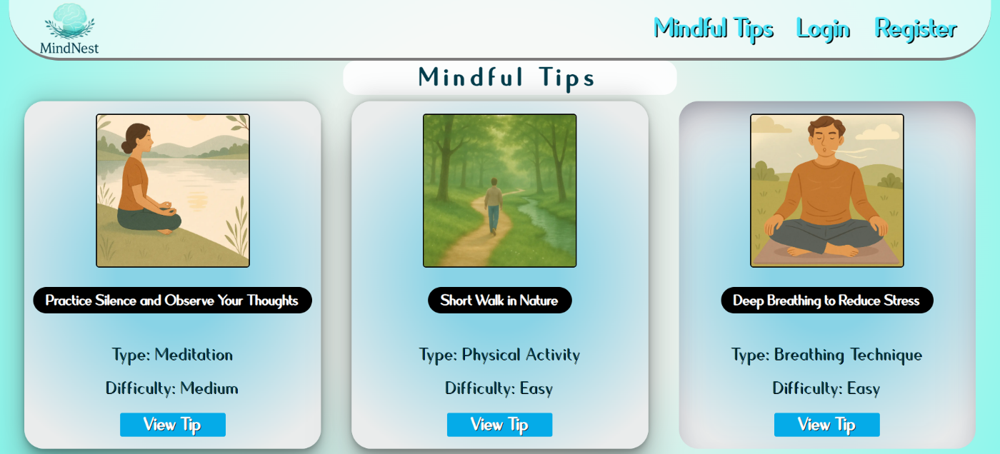 MindNest
Mindful Tips
Login
Register
Mindful Tips
Practice Silence and Observe Your Thoughts
Type: Meditation
Difficulty: Medium
View Tip
Short Walk in Nature
Type: Physical Activity
Difficulty: Easy
View Tip
Deep Breathing to Reduce Stress
Type: Breathing Technique
Difficulty: Easy
View Tip